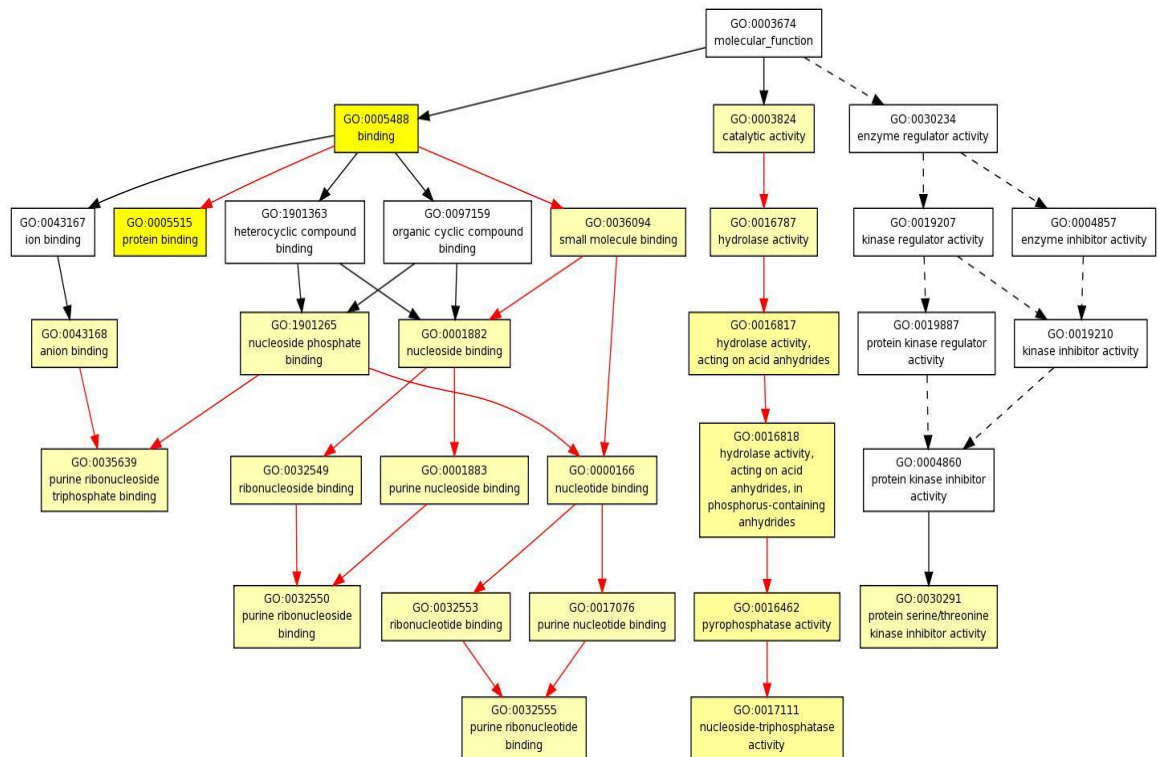 GO:0003674
molecular_function
GO:0005488
binding
GO:0003824
catalytic activity
GO:0030234
enzyme regulator activity
GO:0043167
ion binding
GO:0005515
protein binding
GO:1901363
heterocyclic compound
binding
GO:0097159
organic cyclic compound
binding
GO:0036094
small molecule binding
GO:0016787
hydrolase activity
GO:0019207
kinase regulator activity
GO:0004857
enzyme inhibitor activity
GO:0043168
anion binding
GO:1901265
nucleoside phosphate
binding
GO:0001882
nucleoside binding
GO:0016817
hydrolase activity,
acting on acid anhydrides
GO:0019887
protein kinase regulator
activity
GO:0019210
kinase inhibitor activity
GO:0035639
purine ribonucleoside
triphosphate binding
GO:0032549
ribonucleoside binding
GO:0001883
purine nucleoside binding
GO:0000166
nucleotide binding
GO:0016818
hydrolase activity,
acting on acid
anhydrides, in
phosphorus-containing
anhydrides
GO:0004860
protein kinase inhibitor
activity
GO:0032550
purine ribonucleoside
binding
GO:0032553
ribonucleotide binding
GO:0017076
purine nucleotide binding
GO:0016462
pyrophosphatase activity
GO:0030291
protein serine/threonine
kinase inhibitor activity
GO:0032555
purine ribonucleotide
binding
GO:0017111
nucleoside-triphosphatase
activity